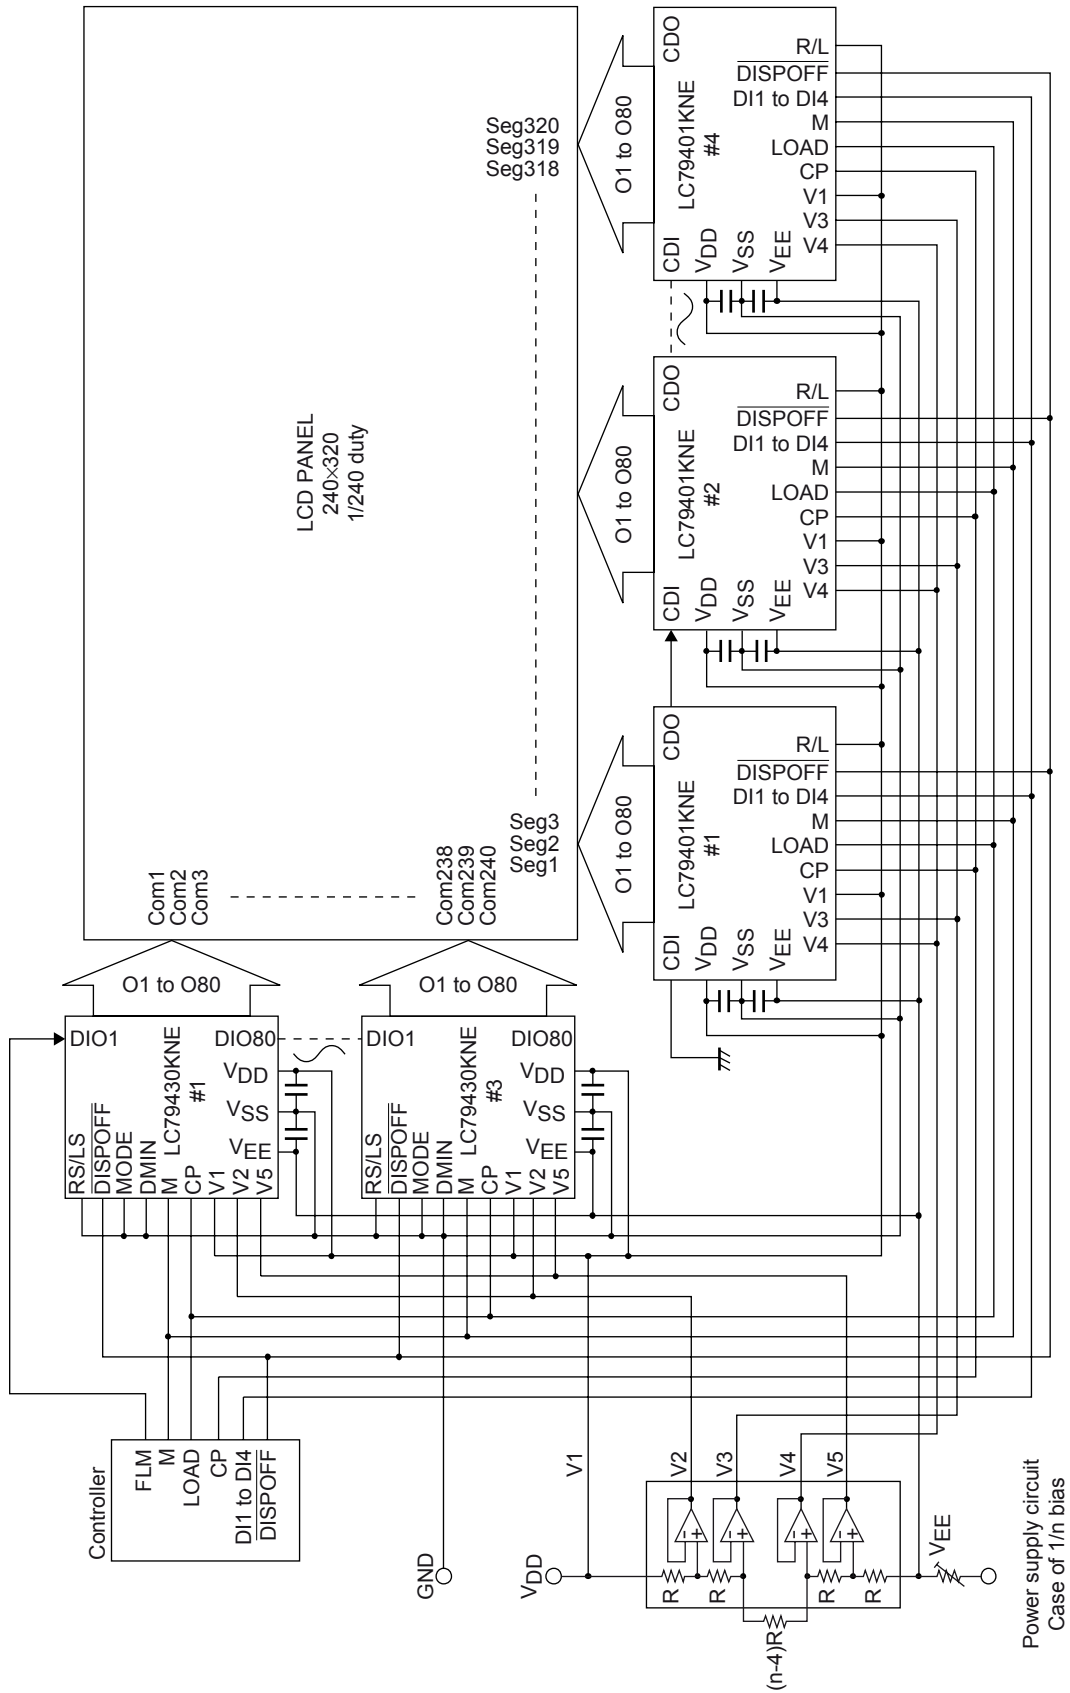 LCD PANEL
240×320
1/240 duty
Com1
Com2
Com3
Com238
Com239
Com240
Seg3
Seg2
Seg1
Seg320
Seg319
Seg318
O1 to O80
CDO
LC79401KNE
#4
CDI
VDD
VSS
VEE
R/L
DISPOFF
DI1 to DI4
M
LOAD
CP
V1
V3
V4
O1 to O80
CDO
LC79401KNE
#2
CDI
VDD
VSS
VEE
R/L
DISPOFF
DI1 to DI4
M
LOAD
CP
V1
V3
V4
O1 to O80
CDO
LC79401KNE
#1
CDI
VDD
VSS
VEE
R/L
DISPOFF
DI1 to DI4
M
LOAD
CP
V1
V3
V4
O1 to O80
DIO1
DIO80
LC79430KNE
#1
VDD
VSS
VEE
RS/LS
DISPOFF
MODE
DMIN
M
CP
V1
V2
V5
O1 to O80
DIO1
DIO80
LC79430KNE
#3
VDD
VSS
VEE
RS/LS
DISPOFF
MODE
DMIN
M
CP
V1
V2
V5
Controller
FLM
M
LOAD
CP
DI1 to DI4
DISPOFF
GND
VDD
V1
V2
V3
V4
V5
- +
- +
- +
- +
R
R
(n-4)R
R
R
VEE
Power supply circuit
Case of 1/n bias